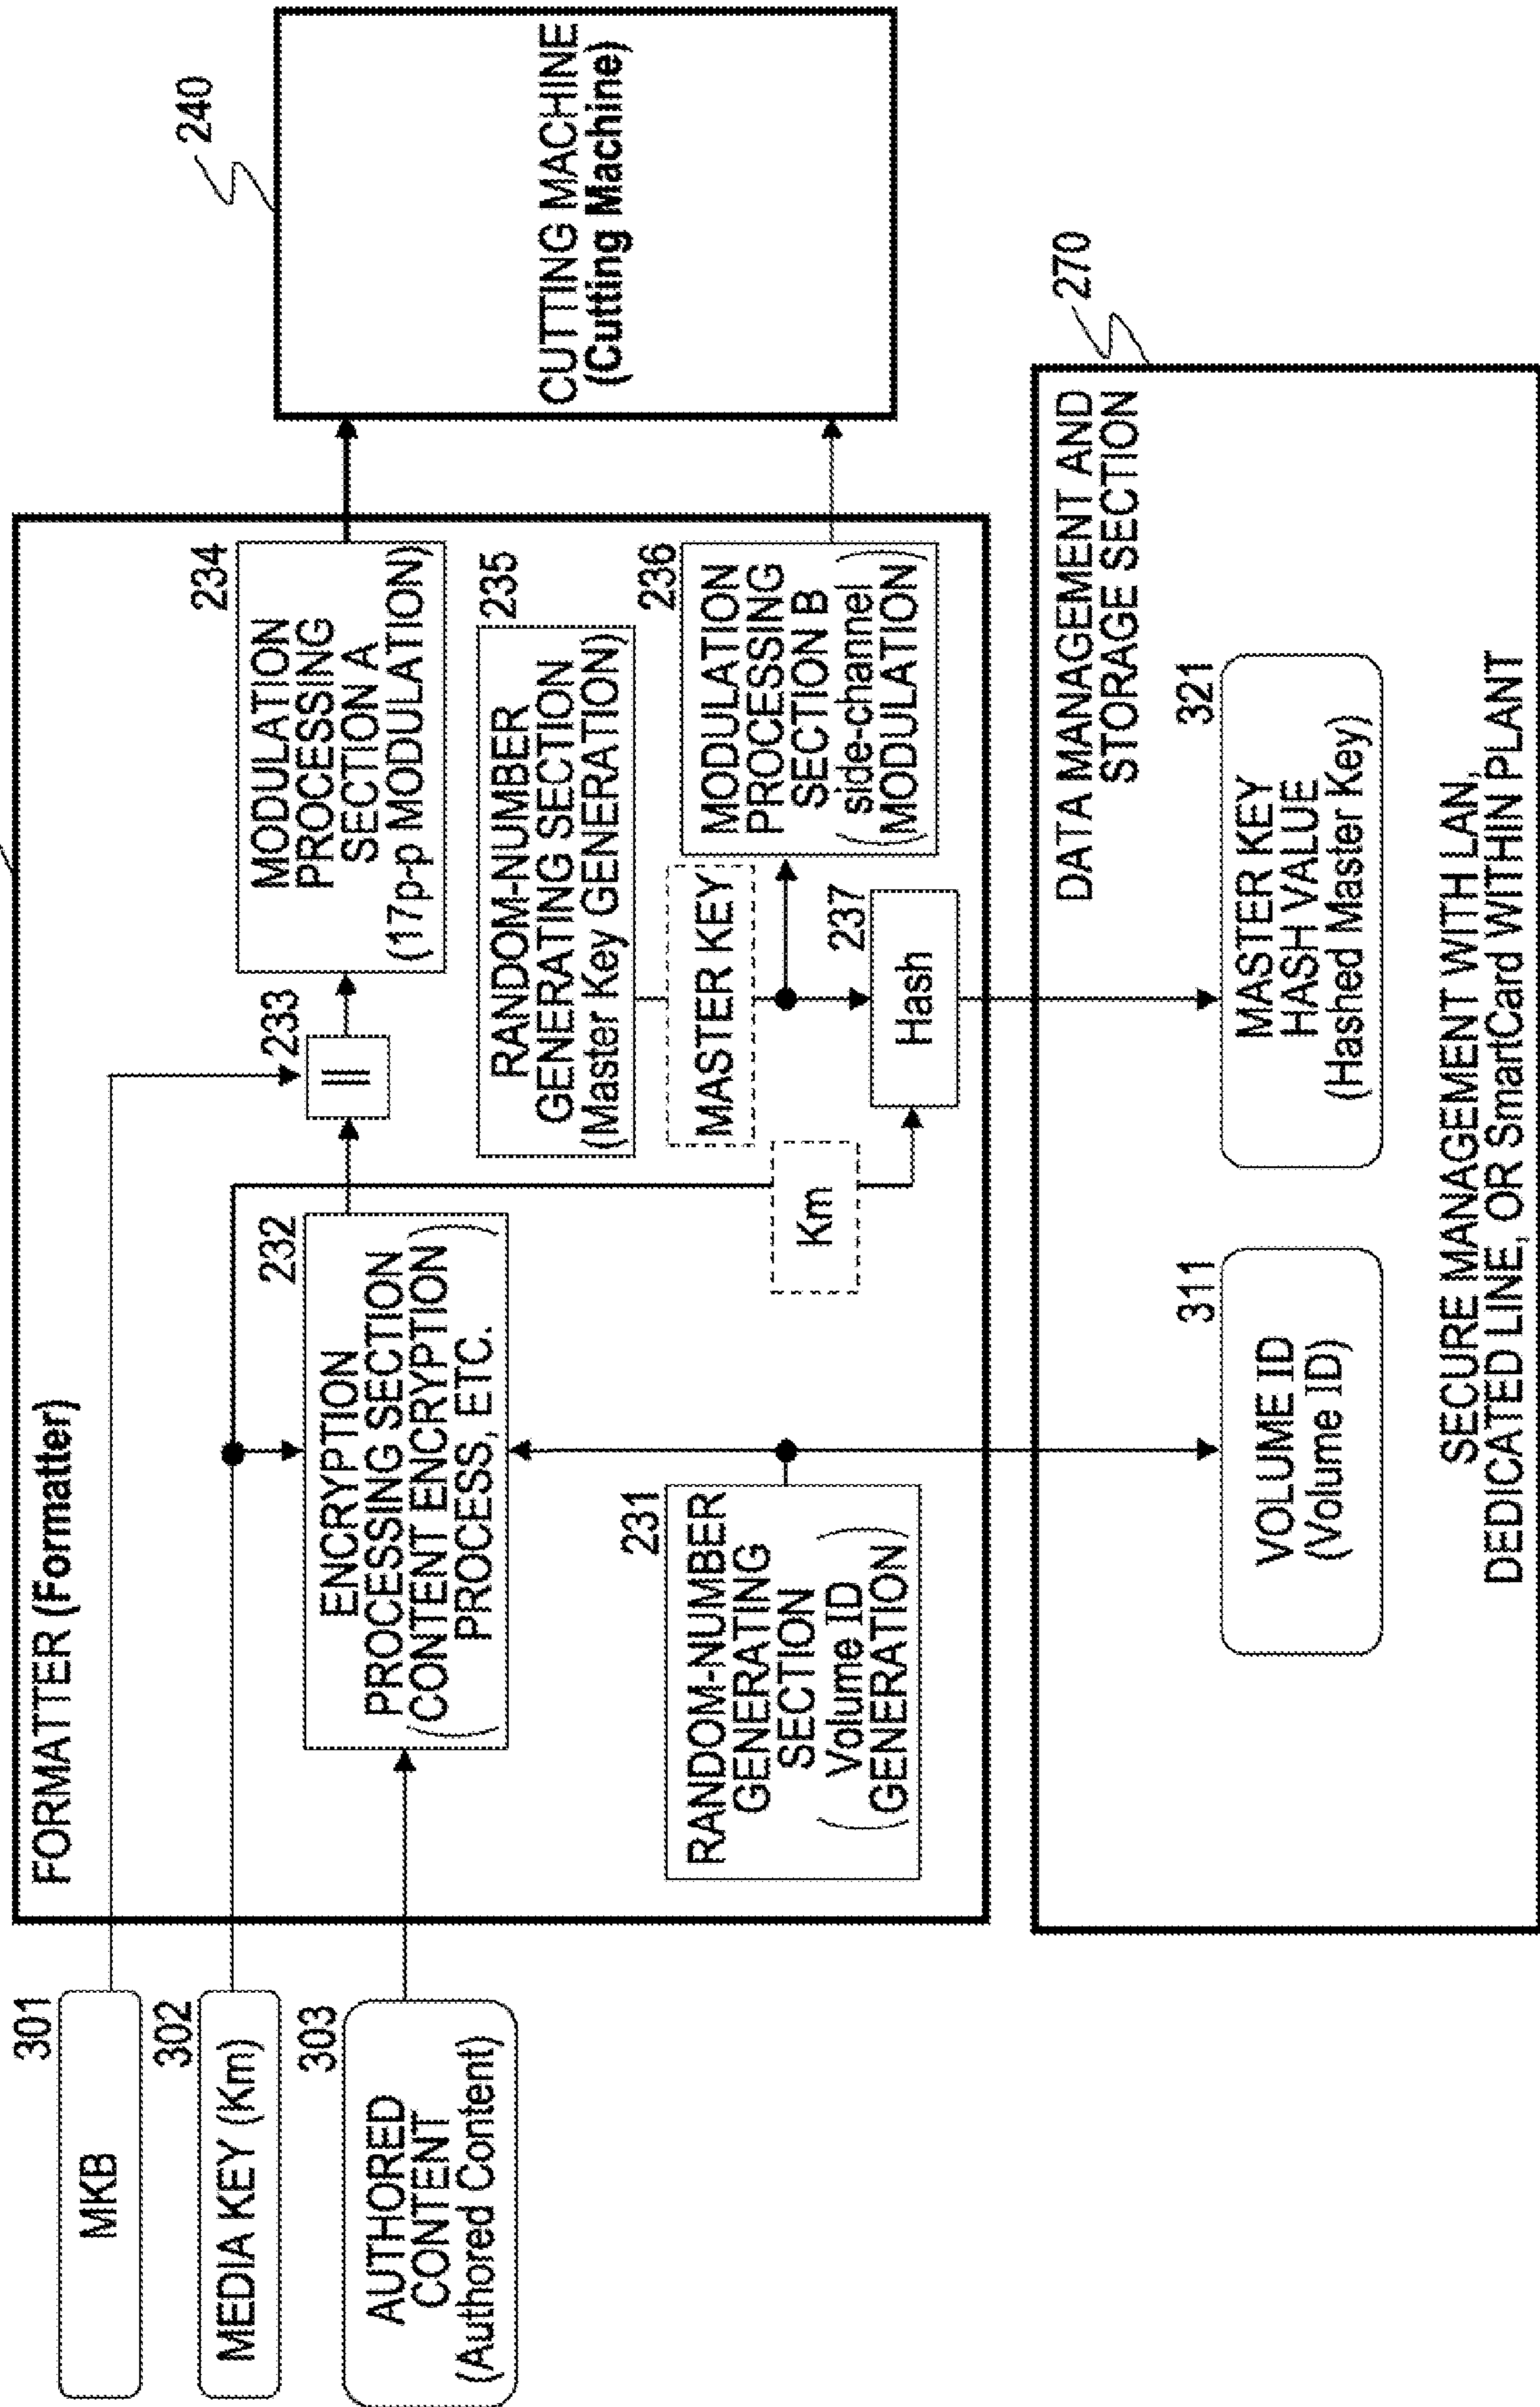 301
MKB
302
MEDIA KEY (Km)
303
AUTHORED
CONTENT
(Authored Content)
FORMATTER (Formatter)
232
ENCRYPTION
PROCESSING SECTION
(CONTENT ENCRYPTION)
PROCESS, ETC.
231
RANDOM-NUMBER
GENERATING
SECTION
(Volume ID)
GENERATION
233
||
234
MODULATION
PROCESSING
SECTION A
(17p-p MODULATION)
235
RANDOM-NUMBER
GENERATING SECTION
(Master Key GENERATION)
MASTER KEY
Km
237
Hash
236
MODULATION
PROCESSING
SECTION B
(side-channel)
MODULATION
240
CUTTING MACHINE
(Cutting Machine)
270
DATA MANAGEMENT AND
STORAGE SECTION
311
VOLUME ID
(Volume ID)
321
MASTER KEY
HASH VALUE
(Hashed Master Key)
SECURE MANAGEMENT WITH LAN,
DEDICATED LINE, OR SmartCard WITHIN PLANT